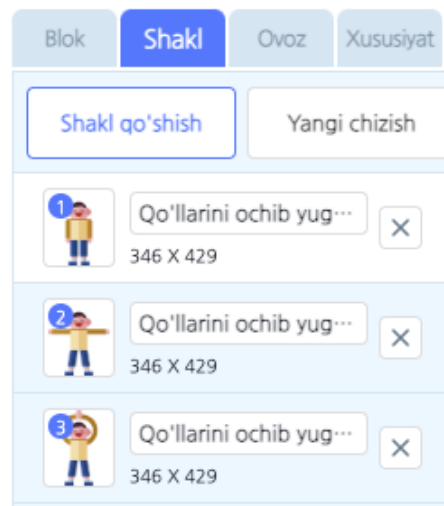 Blok Shakl Ovoz Xususiyat
Shakl qo'shish Yangi chizish
1 Qo'llarini ochib yug...
346 X 429
2 Qo'llarini ochib yug...
346 X 429
3 Qo'llarini ochib yug...
346 X 429